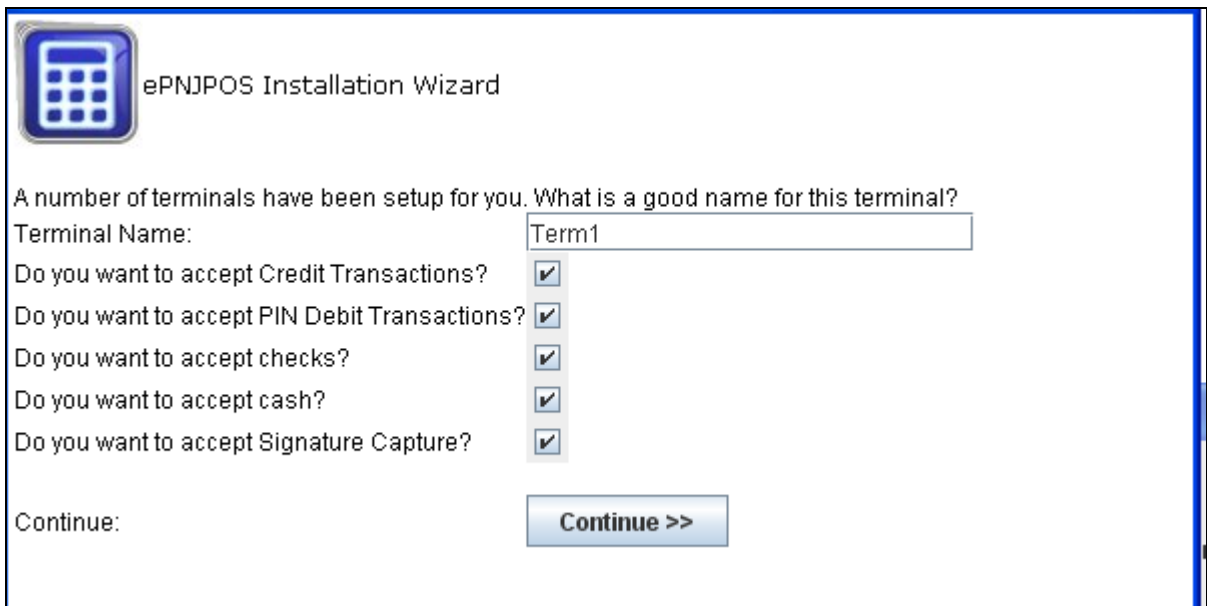 ePNJPOS Installation Wizard
A number of terminals have been setup for you. What is a good name for this terminal?
Terminal Name: Term1
Do you want to accept Credit Transactions?
Do you want to accept PIN Debit Transactions?
Do you want to accept checks?
Do you want to accept cash?
Do you want to accept Signature Capture?
Continue: Continue >>